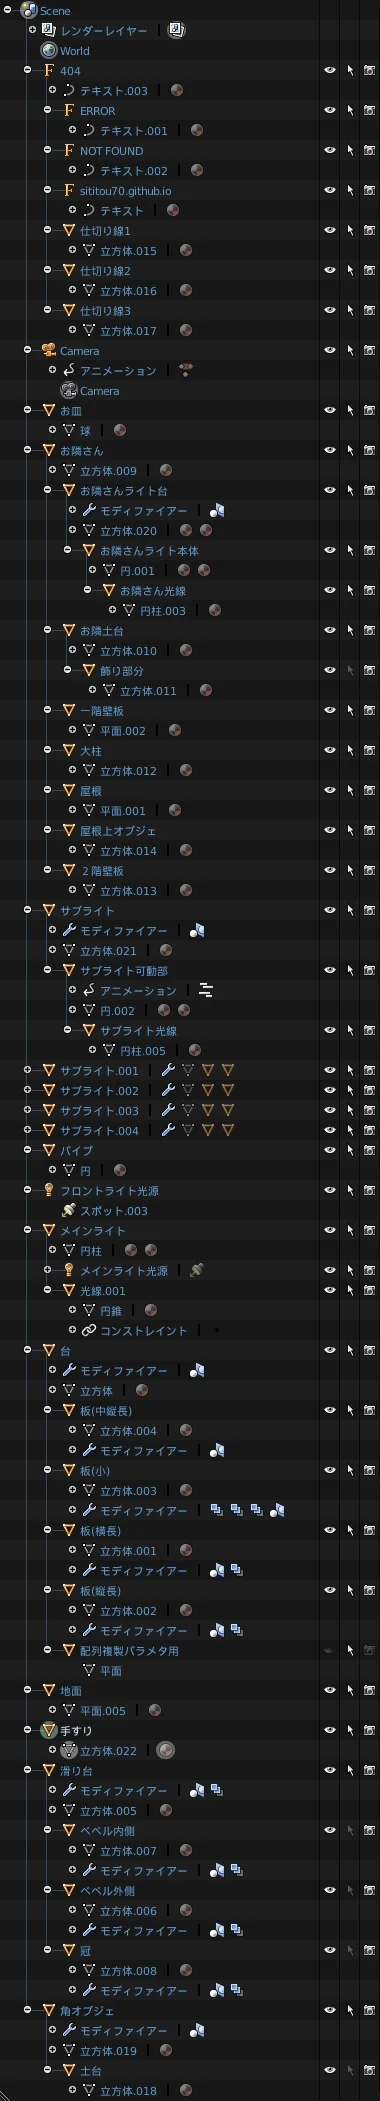 Scene
レンダーレイヤー
World
404
テキスト.003
ERROR
テキスト.001
NOT FOUND
テキスト.002
sititou70.github.io
テキスト
仕切り線1
立方体.015
仕切り線2
立方体.016
仕切り線3
立方体.017
Camera
アニメーション
Camera
お皿
球
お隣さん
立方体.009
お隣さんライト台
モディファイアー
立方体.020
お隣さんライト本体
円.001
お隣さん光線
円柱.003
お隣土台
立方体.010
飾り部分
立方体.011
一階壁板
平面.002
大柱
立方体.012
屋根
平面.001
屋根上オブジェ
立方体.014
２階壁板
立方体.013
サブライト
モディファイアー
立方体.021
サブライト可動部
アニメーション
円.002
サブライト光線
円柱.005
サブライト.001
サブライト.002
サブライト.003
サブライト.004
パイプ
円
フロントライト光源
スポット.003
メインライト
円柱
メインライト光源
光線.001
円錐
コンストレイント
台
モディファイアー
立方体
板(中縦長)
立方体.004
モディファイアー
板(小)
立方体.003
モディファイアー
板(横長)
立方体.001
モディファイアー
板(縦長)
立方体.002
モディファイアー
配列複製パラメタ用
平面
地面
平面.005
手すり
立方体.022
滑り台
モディファイアー
立方体.005
ベベル内側
立方体.007
モディファイアー
ベベル外側
立方体.006
モディファイアー
冠
立方体.008
モディファイアー
角オブジェ
モディファイアー
立方体.019
土台
立方体.018